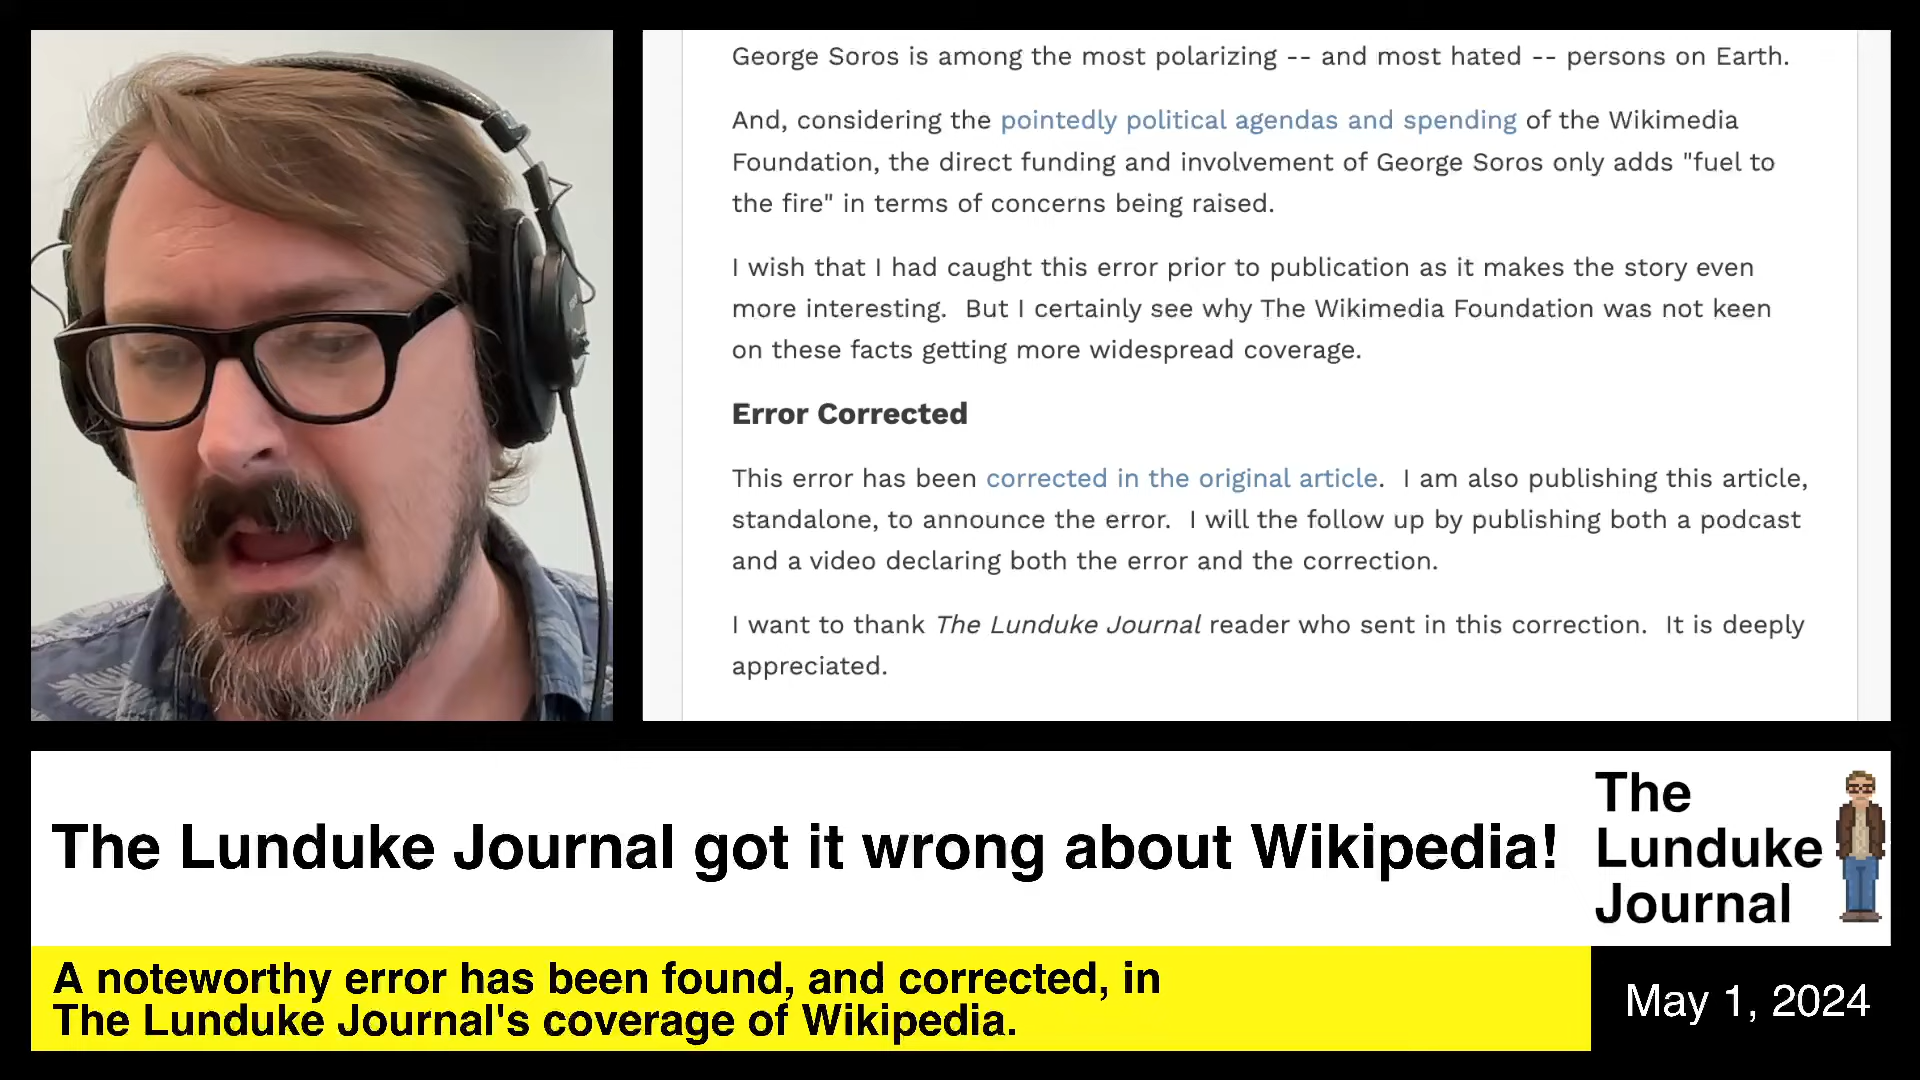 George Soros is among the most polarizing -- and most hated -- persons on Earth.
And, considering the pointedly political agendas and spending of the Wikimedia
Foundation, the direct funding and involvement of George Soros only adds "fuel to
the fire" in terms of concerns being raised.
I wish that I had caught this error prior to publication as it makes the story even
more interesting.  But I certainly see why The Wikimedia Foundation was not keen
on these facts getting more widespread coverage.
Error Corrected
This error has been corrected in the original article.  I am also publishing this article,
standalone, to announce the error.  I will the follow up by publishing both a podcast
and a video declaring both the error and the correction.
I want to thank The Lunduke Journal reader who sent in this correction.  It is deeply
appreciated.
The Lunduke Journal got it wrong about Wikipedia!
The
Lunduke
Journal
A noteworthy error has been found, and corrected, in
The Lunduke Journal's coverage of Wikipedia.
May 1, 2024